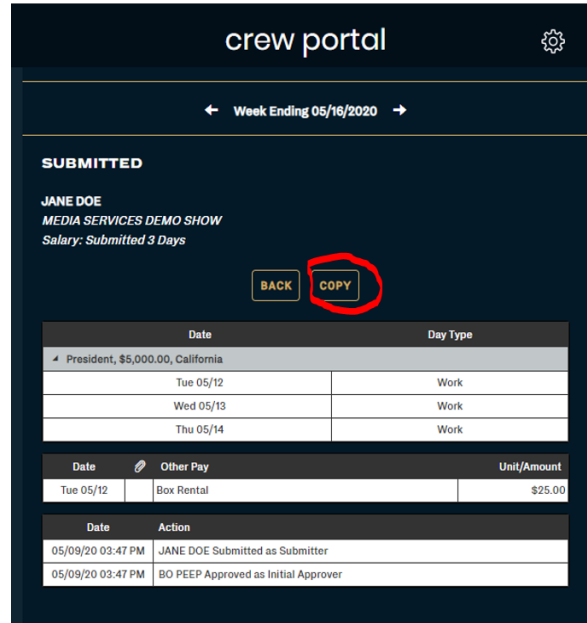 crew portal
Week Ending 05/16/2020
SUBMITTED
JANE DOE
MEDIA SERVICES DEMO SHOW
Salary: Submitted 3 Days
BACK COPY
Date Day Type
President, $5,000.00, California
Tue 05/12 Work
Wed 05/13 Work
Thu 05/14 Work
Date Other Pay Unit/Amount
Tue 05/12 Box Rental $25.00
Date Action
05/09/20 03:47 PM JANE DOE Submitted as Submitter
05/09/20 03:47 PM BO PEEP Approved as Initial Approver